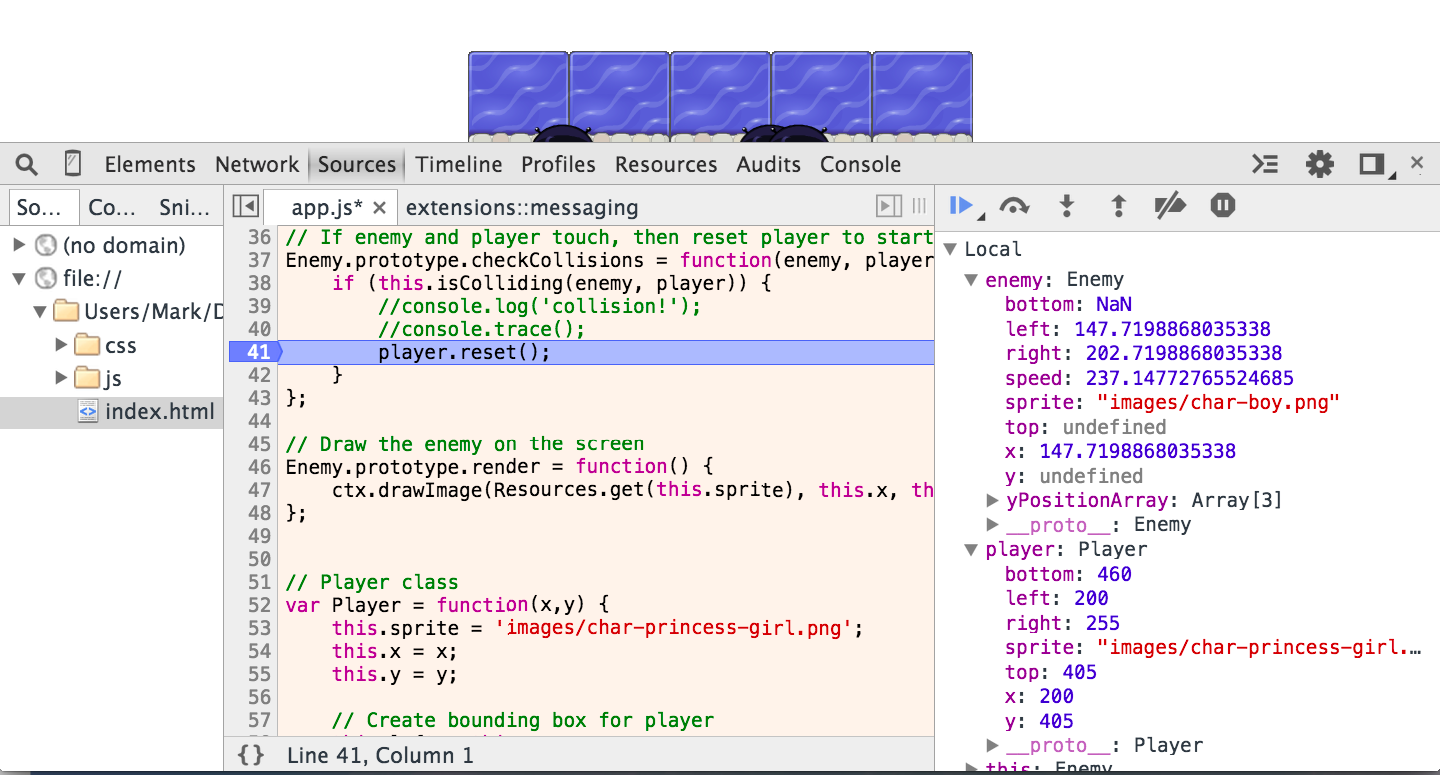 Elements Network Sources Timeline Profiles Resources Audits Console
So... Co... Sni...
(no domain)
file://
Users/Mark/D
css
js
index.html
app.js* extensions::messaging
36 // If enemy and player touch, then reset player to start
37 Enemy.prototype.checkCollisions = function(enemy, player
38 if (this.isColliding(enemy, player)) {
39 //console.log('collision!');
40 //console.trace();
41 player.reset();
42 }
43 };
44
45 // Draw the enemy on the screen
46 Enemy.prototype.render = function() {
47 ctx.drawImage(Resources.get(this.sprite), this.x, th
48 };
49
50
51 // Player class
52 var Player = function(x,y) {
53 this.sprite = 'images/char-princess-girl.png';
54 this.x = x;
55 this.y = y;
56
57 // Create bounding box for player
{} Line 41, Column 1
Local
enemy: Enemy
bottom: NaN
left: 147.7198868035338
right: 202.7198868035338
speed: 237.14772765524685
sprite: "images/char-boy.png"
top: undefined
x: 147.7198868035338
y: undefined
yPositionArray: Array[3]
__proto__: Enemy
player: Player
bottom: 460
left: 200
right: 255
sprite: "images/char-princess-girl.…
top: 405
x: 200
y: 405
__proto__: Player
this: Enemy